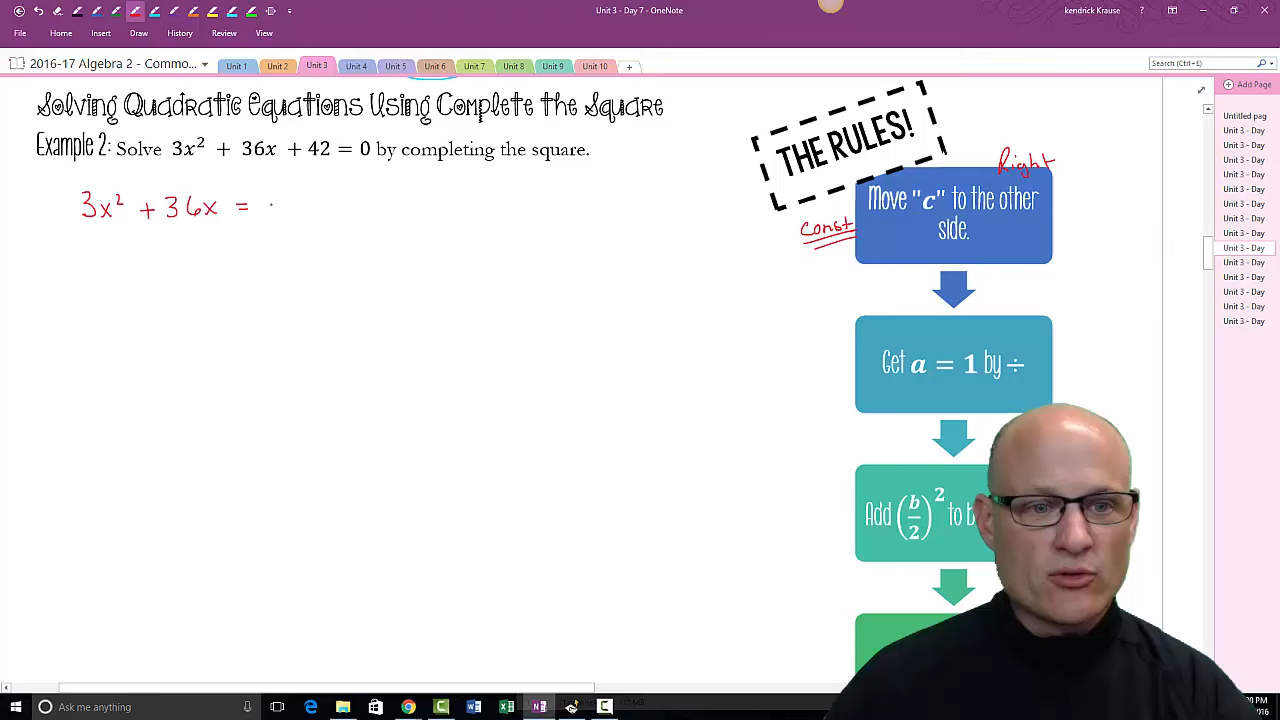 Unit 3 - Day 7 - OneNote
kendrick Krause
File Home Insert Draw History Review View
2016-17 Algebra 2 - Commo...
Unit 1 Unit 2 Unit 3 Unit 4 Unit 5 Unit 6 Unit 7 Unit 8 Unit 9 Unit 10
Search (Ctrl+E)
Add Page
Untitled pag
Unit 3 - Day
Unit 3 - Day
Unit 3 - Day
Unit 3 - Day
Unit 3 - Day
Unit 3 - Day
Unit 3 - Day
Unit 3 - Day
Unit 3 - Day
Unit 3 - Day
Unit 3 - Day
Unit 3 - Day
Unit 3 - Day
Unit 3 - Day
Solving Quadratic Equations Using Complete the Square
Example 2: Solve 3x² + 36x + 42 = 0 by completing the square.
3x² + 36x =
THE RULES!
Right
Const
Move "c" to the other
side.
Get a = 1 by ÷
Add (b/2)² to b
Ask me anything